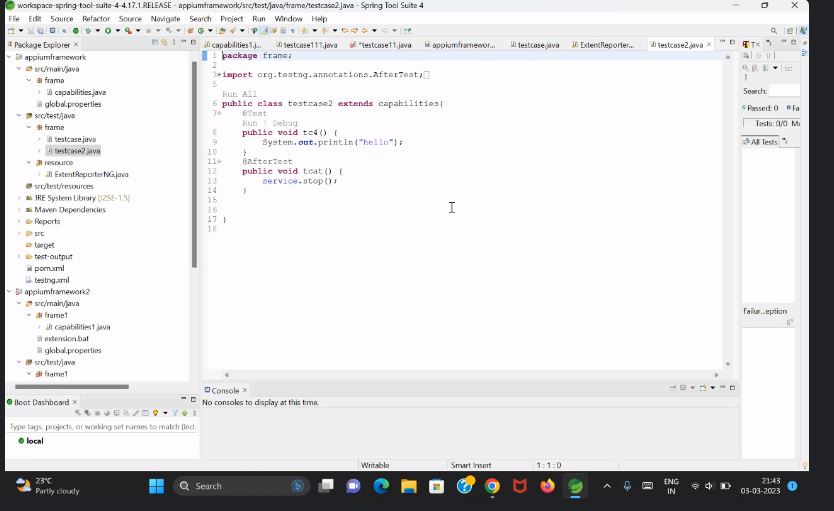 workspace-spring-tool-suite-4-4.17.1.RELEASE - appiumframework/src/test/java/frame/testcase2.java - Spring Tool Suite 4
File Edit Source Refactor Source Navigate Search Project Run Window Help
Package Explorer
capabilities1.j...
testcase111.java
*testcase11.java
appiumframewor...
testcase.java
ExtentReporter...
testcase2.java
appiumframework
src/main/java
frame
capabilities.java
global.properties
src/test/java
frame
testcase.java
testcase2.java
resource
ExtentReporterNG.java
src/test/resources
JRE System Library [J2SE-1.5]
Maven Dependencies
Reports
src
target
test-output
pom.xml
testng.xml
appiumframework2
src/main/java
frame1
capabilities1.java
extension.bat
global.properties
src/test/java
frame1
1 package frame;
2
3 import org.testng.annotations.AfterTest;
5
Run All
6 public class testcase2 extends capabilities{
7 @Test
Run | Debug
8 public void tc4() {
9 System.out.println("hello");
10 }
11 @AfterTest
12 public void tcat() {
13 service.stop();
14 }
15
16
17 }
18
Search:
Passed: 0 Fa
Tests: 0/0 Me
All Tests
Failur...eption
Boot Dashboard
Type tags, projects, or working set names to match (incl.
local
Console
No consoles to display at this time.
Writable Smart Insert 1 : 1 : 0
23°C
Partly cloudy
Search
ENG
IN
21:43
03-03-2023
1